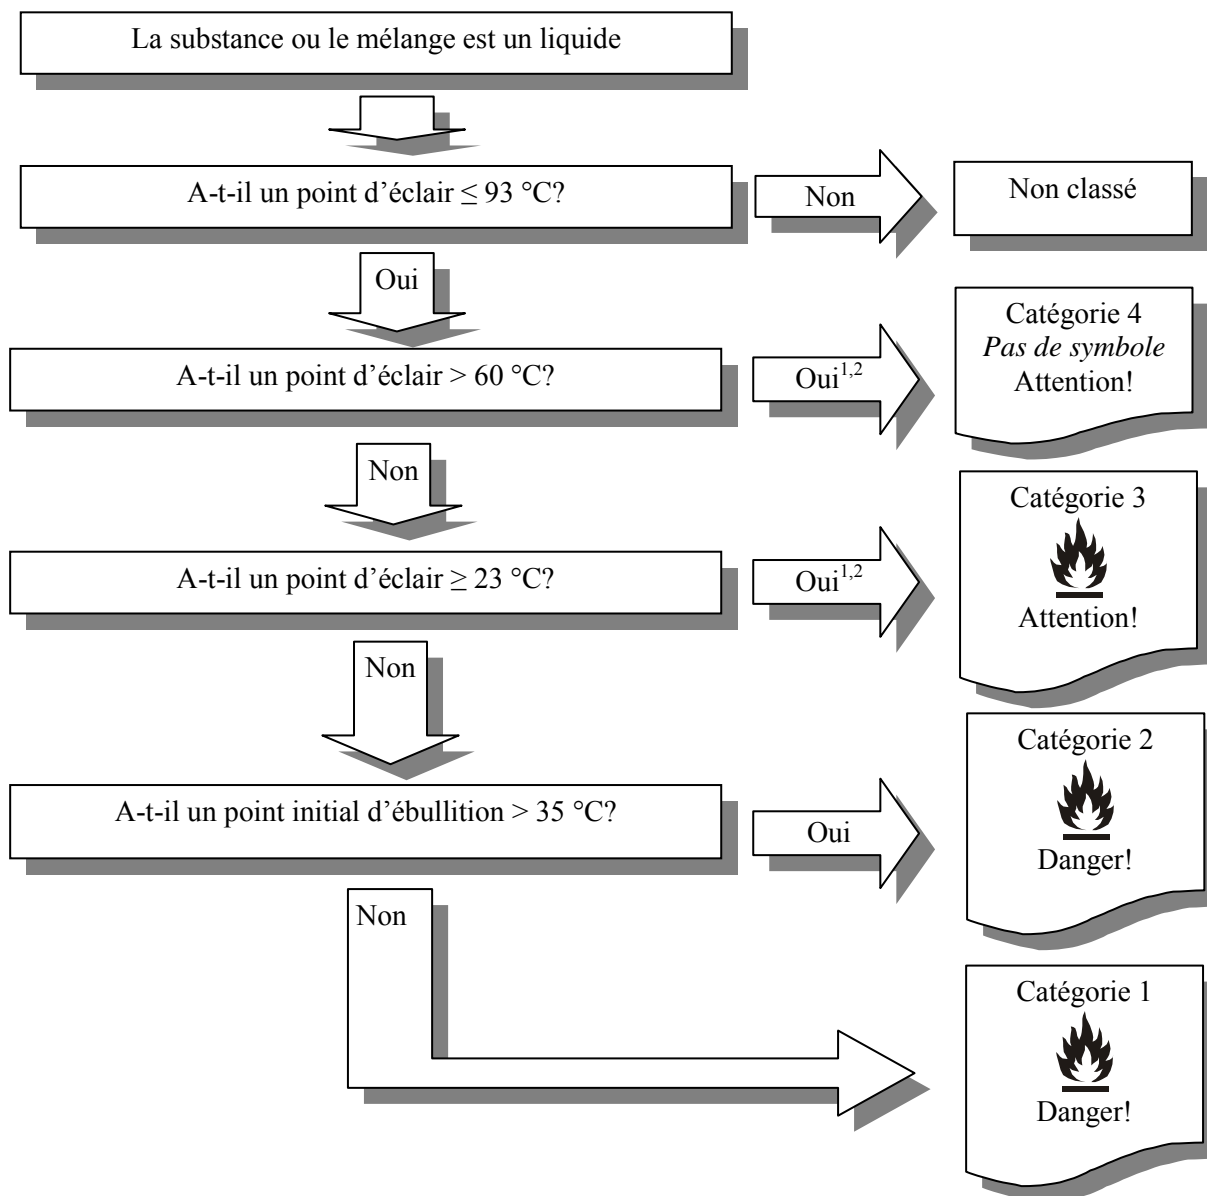 La substance ou le mélange est un liquide
A-t-il un point d’éclair ≤ 93 °C?
Non
Non classé
Oui
A-t-il un point d’éclair > 60 °C?
Oui1,2
Catégorie 4
Pas de symbole
Attention!
Non
A-t-il un point d’éclair ≥ 23 °C?
Oui1,2
Catégorie 3
Attention!
Non
A-t-il un point initial d’ébullition > 35 °C?
Oui
Catégorie 2
Danger!
Non
Catégorie 1
Danger!